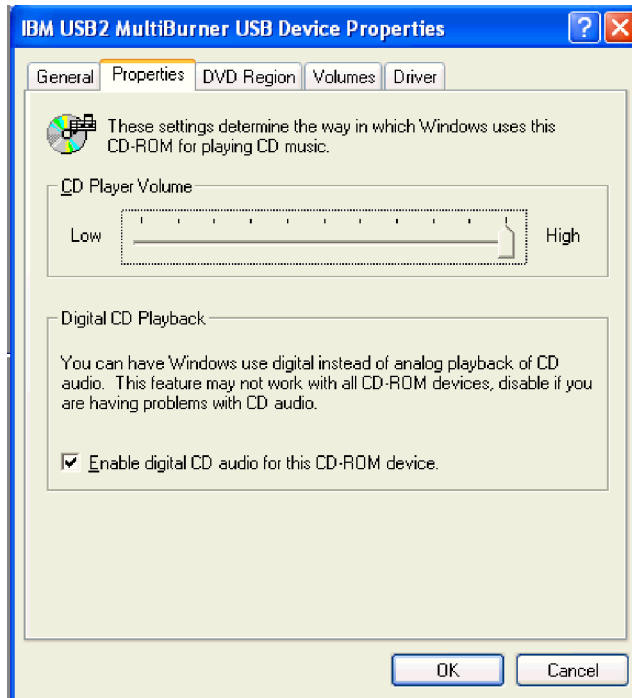 IBM USB2 MultiBurner USB Device Properties
General Properties DVD Region Volumes Driver
These settings determine the way in which Windows uses this
CD-ROM for playing CD music.
CD Player Volume
Low High
Digital CD Playback
You can have Windows use digital instead of analog playback of CD
audio. This feature may not work with all CD-ROM devices, disable if you
are having problems with CD audio.
Enable digital CD audio for this CD-ROM device.
OK Cancel